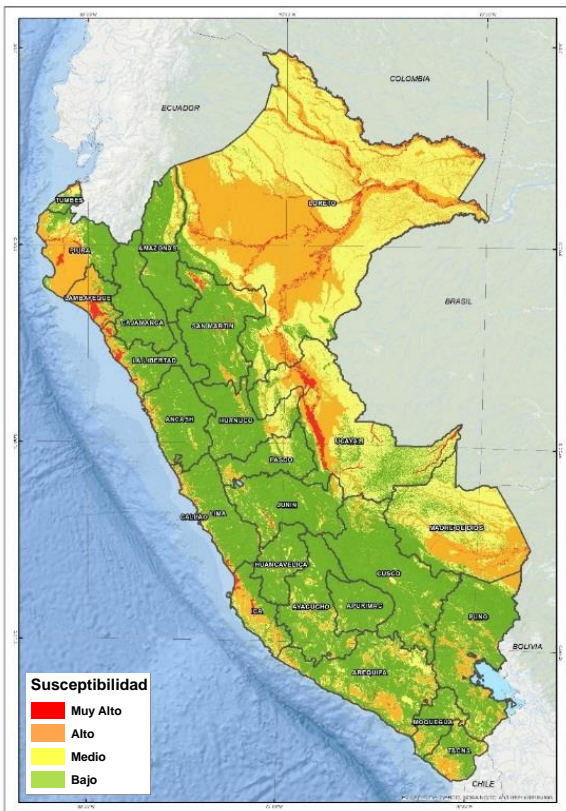 COLOMBIA
ECUADOR
LORETO
TUMBES
PIURA
AMAZONAS
LAMBAYEQUE
CAJAMARCA
SAN MARTIN
BRASIL
LA LIBERTAD
ANCASH
HUANUCO
UCAYALI
PASCO
JUNIN
CALLAO
LIMA
MADRE DE DIOS
HUANCAVELICA
CUSCO
ICA
AYACUCHO
APURIMAC
PUNO
BOLIVIA
AREQUIPA
MOQUEGUA
TACNA
CHILE
Susceptibilidad
Muy Alto
Alto
Medio
Bajo